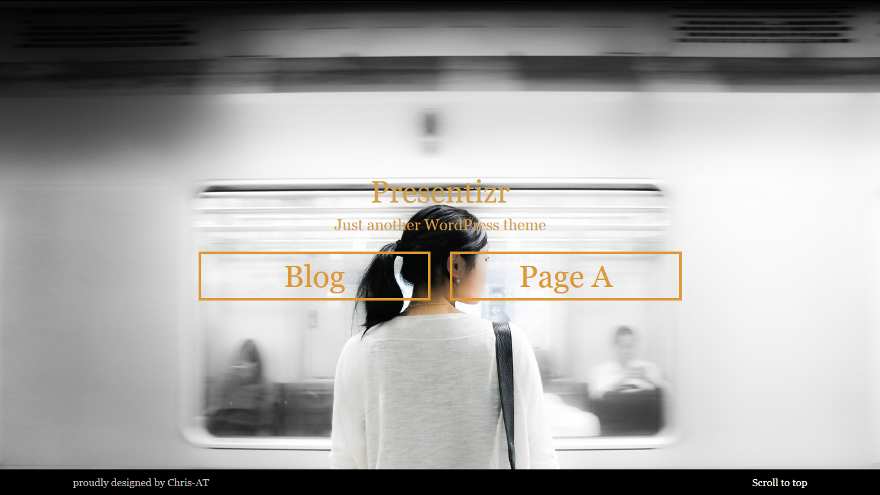 Presentizr
Just another WordPress theme
Blog
Page A
proudly designed by Chris-AT
Scroll to top